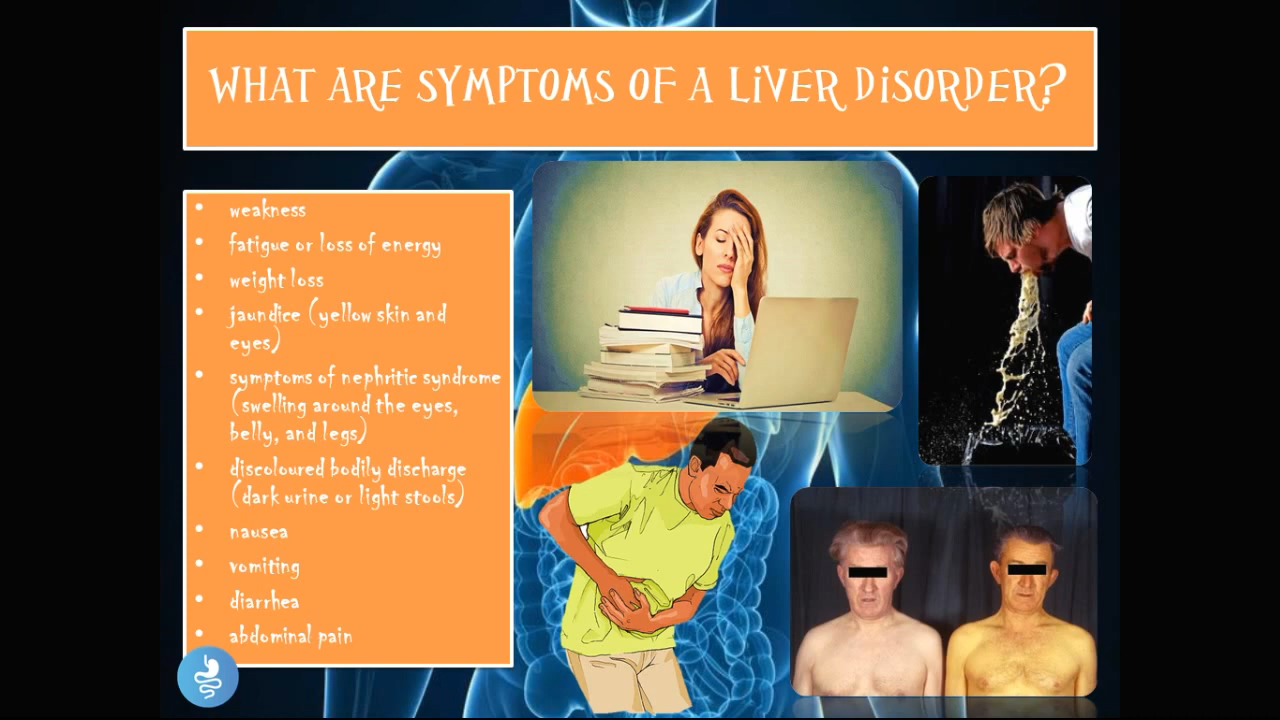 WHAT ARE SYMPTOMS OF A LIVER DISORDER?
• weakness
• fatigue or loss of energy
• weight loss
• jaundice (yellow skin and
eyes)
• symptoms of nephritic syndrome
(swelling around the eyes,
belly, and legs)
• discoloured bodily discharge
(dark urine or light stools)
• nausea
• vomiting
• diarrhea
• abdominal pain